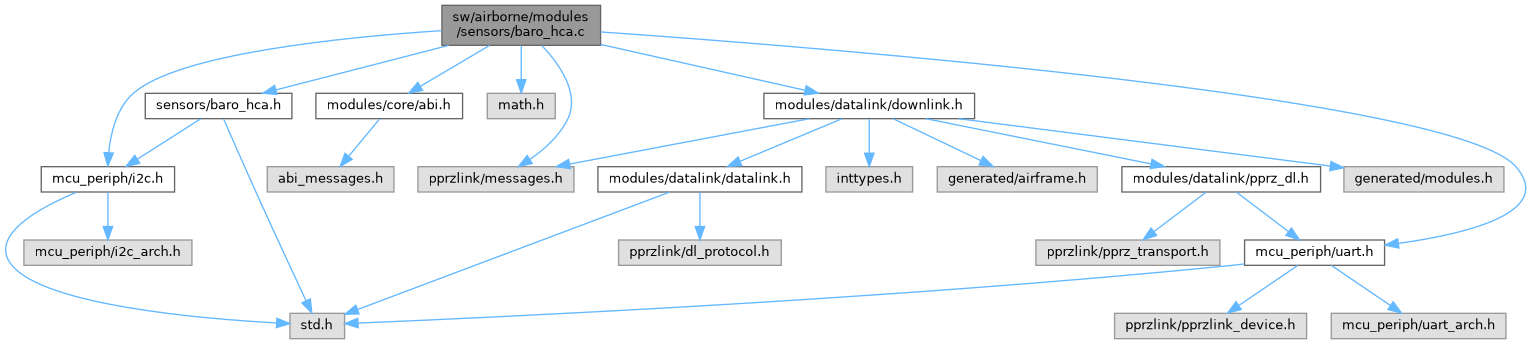 sw/airborne/modules
/sensors/baro_hca.c
sensors/baro_hca.h
modules/core/abi.h
math.h
modules/datalink/downlink.h
mcu_periph/i2c.h
abi_messages.h
pprzlink/messages.h
modules/datalink/datalink.h
inttypes.h
generated/airframe.h
modules/datalink/pprz_dl.h
generated/modules.h
mcu_periph/i2c_arch.h
pprzlink/dl_protocol.h
pprzlink/pprz_transport.h
mcu_periph/uart.h
std.h
pprzlink/pprzlink_device.h
mcu_periph/uart_arch.h